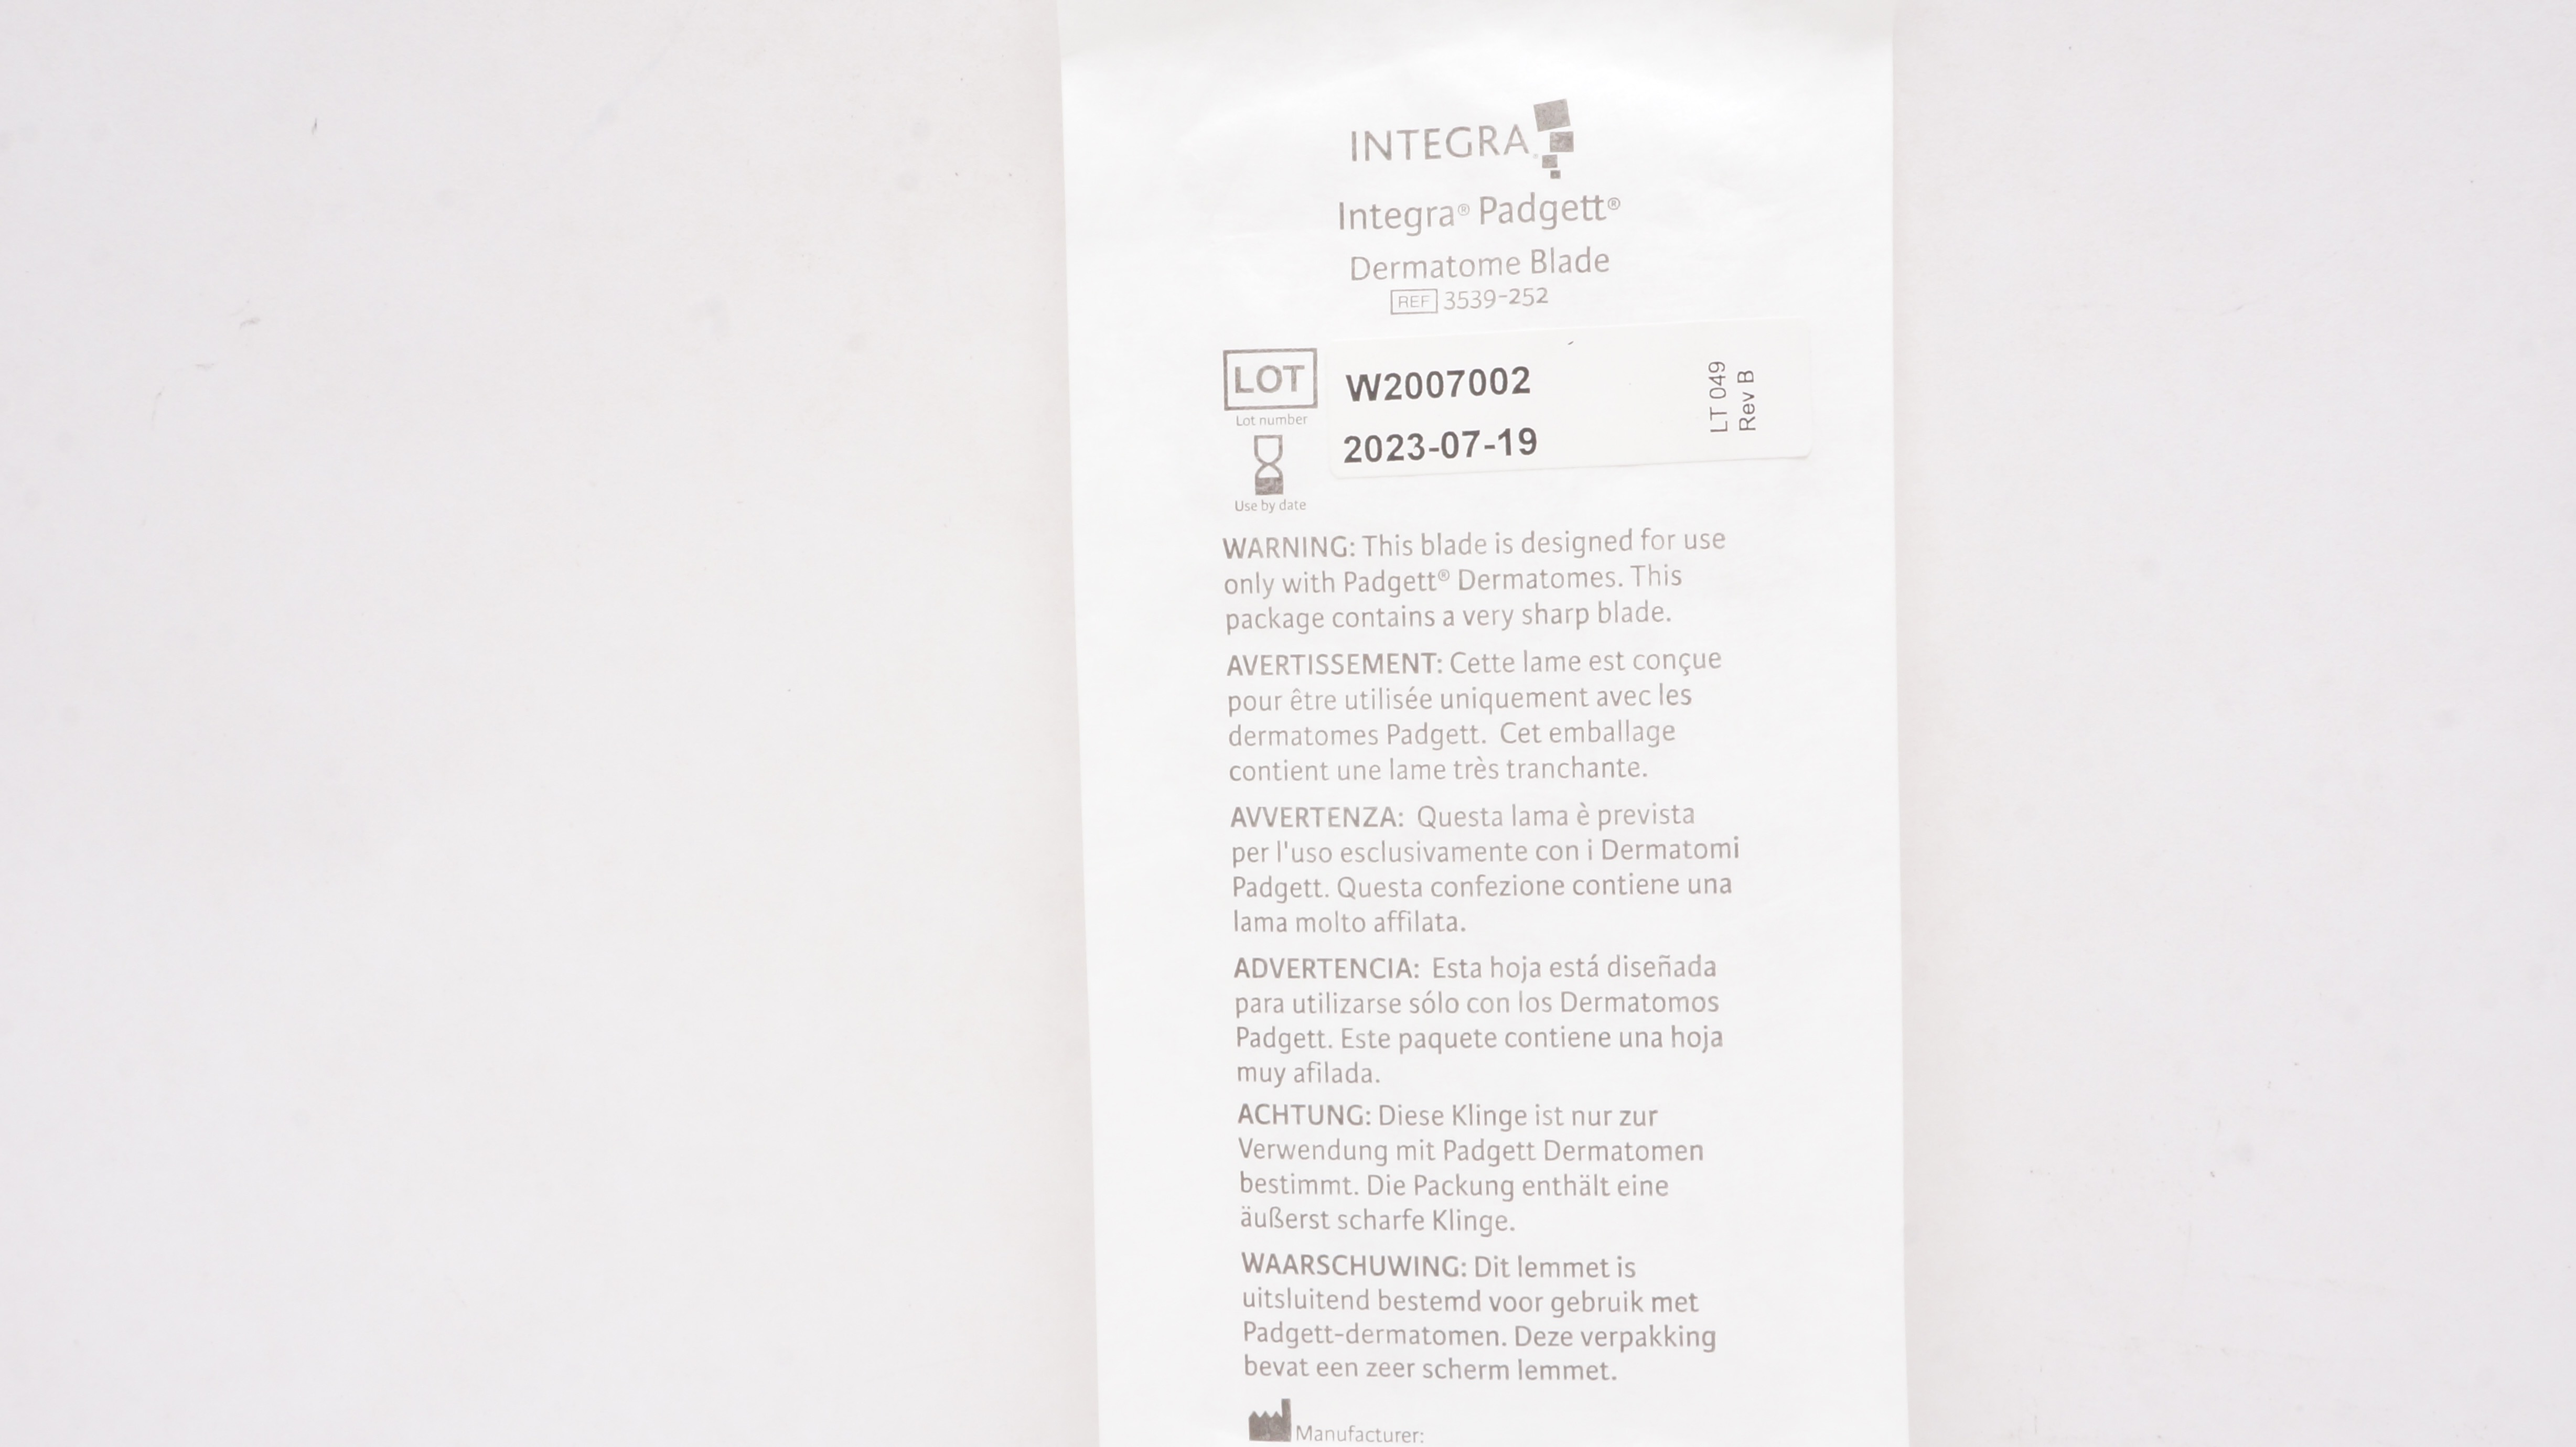 INTEGRA
Integra® Padgett®
Dermatome Blade
REF 3539-252
LOT W2007002
Lot number
2023-07-19
Use by date
LT 049
Rev B
WARNING: This blade is designed for use
only with Padgett® Dermatomes. This
package contains a very sharp blade.
AVERTISSEMENT: Cette lame est conçue
pour être utilisée uniquement avec les
dermatomes Padgett. Cet emballage
contient une lame très tranchante.
AVVERTENZA: Questa lama è prevista
per l'uso esclusivamente con i Dermatomi
Padgett. Questa confezione contiene una
lama molto affilata.
ADVERTENCIA: Esta hoja está diseñada
para utilizarse sólo con los Dermatomos
Padgett. Este paquete contiene una hoja
muy afilada.
ACHTUNG: Diese Klinge ist nur zur
Verwendung mit Padgett Dermatomen
bestimmt. Die Packung enthält eine
äußerst scharfe Klinge.
WAARSCHUWING: Dit lemmet is
uitsluitend bestemd voor gebruik met
Padgett-dermatomen. Deze verpakking
bevat een zeer scherm lemmet.
Manufacturer: